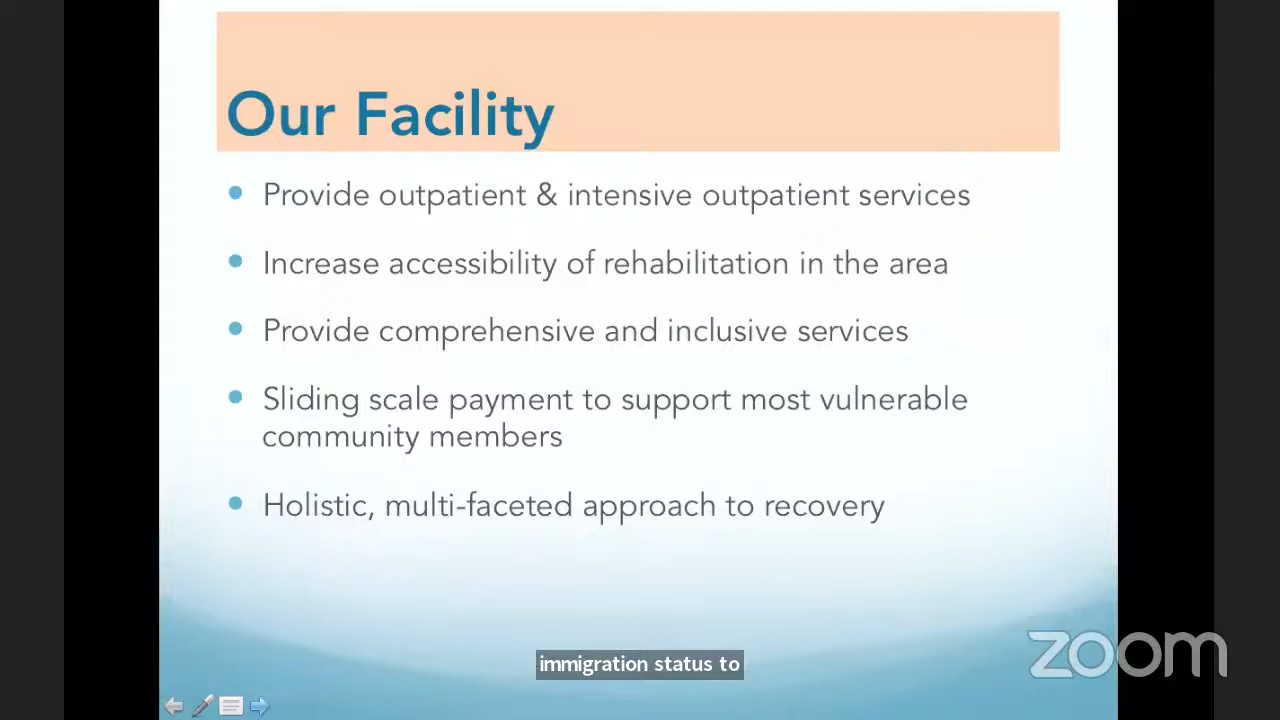 Our Facility
Provide outpatient & intensive outpatient services
Increase accessibility of rehabilitation in the area
Provide comprehensive and inclusive services
Sliding scale payment to support most vulnerable
community members
Holistic, multi-faceted approach to recovery
zoom
immigration status to